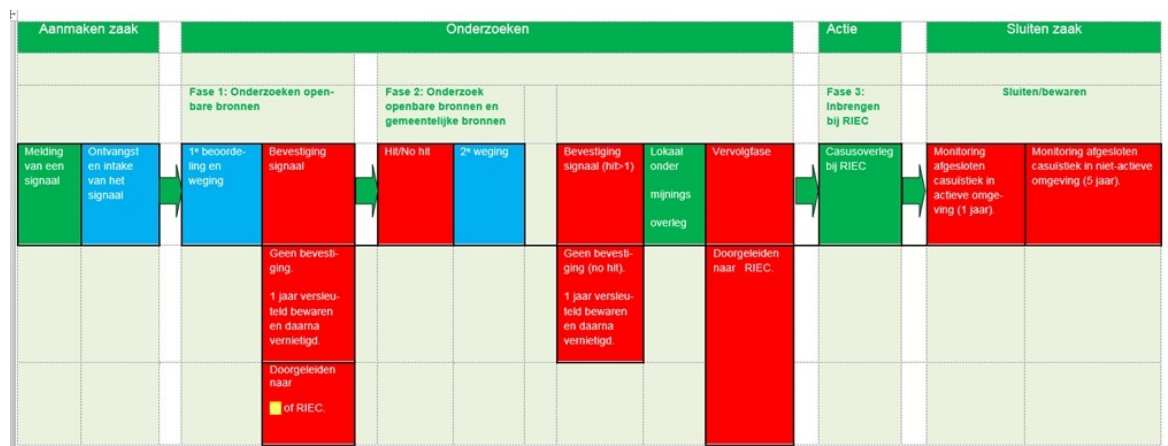 Aanmaken zaak
Onderzoeken
Actie
Sluiten zaak
Fase 1: Onderzoeken open-
bare bronnen
Fase 2: Onderzoek
openbare bronnen en
gemeentelijke bronnen
Fase 3:
Inbrengen
bij RIEC
Sluiten/bewaren
Melding
van een
signaal
Ontvangst
en intake
van het
signaal
1e beoorde-
ling en
weging
Bevestiging
signaal
Hit/No hit
2e weging
Bevestiging
signaal (hit>1)
Lokaal
onder
mijnings
overleg
Vervolgfase
Casusoverleg
bij RIEC
Monitoring
afgesloten
casuïstiek in
actieve omge-
ving (1 jaar).
Monitoring afgesloten
casuïstiek in niet-actieve
omgeving (5 jaar).
Geen bevesti-
ging.
1 jaar versleu-
teld bewaren
en daarna
vernietigd.
Geen bevesti-
ging (no hit).
1 jaar versleu-
teld bewaren
en daarna
vernietigd.
Doorgeleiden
naar RIEC.
Doorgeleiden
naar
of RIEC.